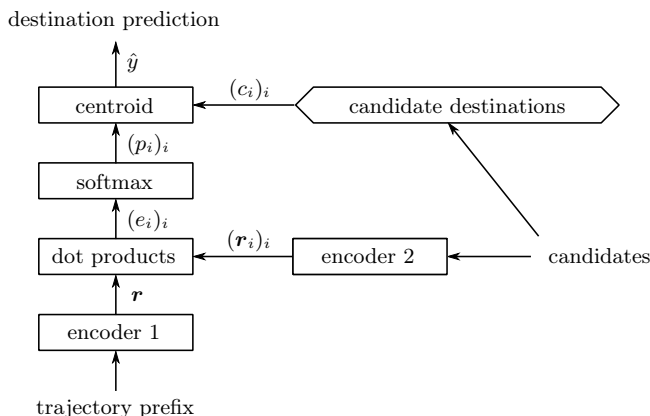 destination prediction
ŷ
centroid
(c_i)_i
candidate destinations
(p_i)_i
softmax
(e_i)_i
dot products
(r_i)_i
encoder 2
candidates
r
encoder 1
trajectory prefix